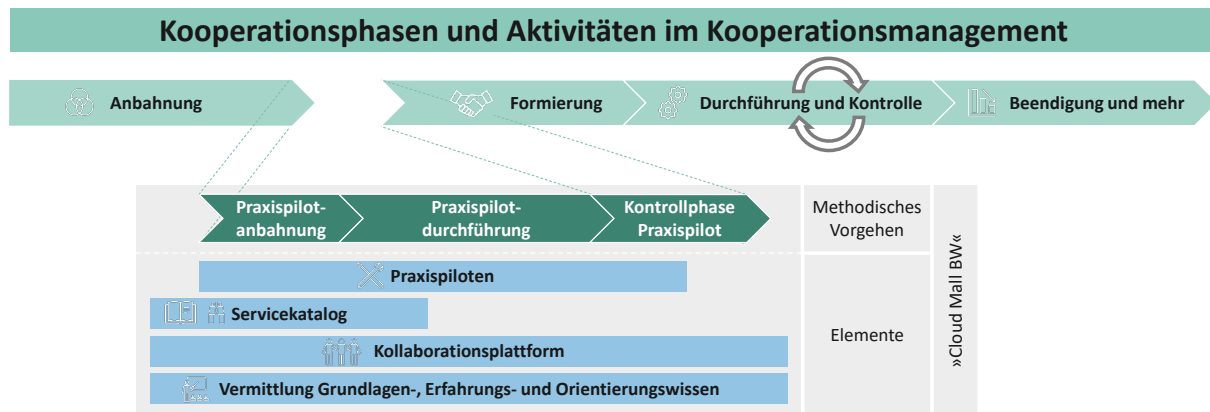 Kooperationsphasen und Aktivitäten im Kooperationsmanagement
Anbahnung
Formierung
Durchführung und Kontrolle
Beendigung und mehr
Praxispilot-
anbahnung
Praxispilot-
durchführung
Kontrollphase
Praxispilot
Methodisches
Vorgehen
Praxispiloten
Servicekatalog
Kollaborationsplattform
Vermittlung Grundlagen-, Erfahrungs- und Orientierungswissen
Elemente
»Cloud Mall BW«